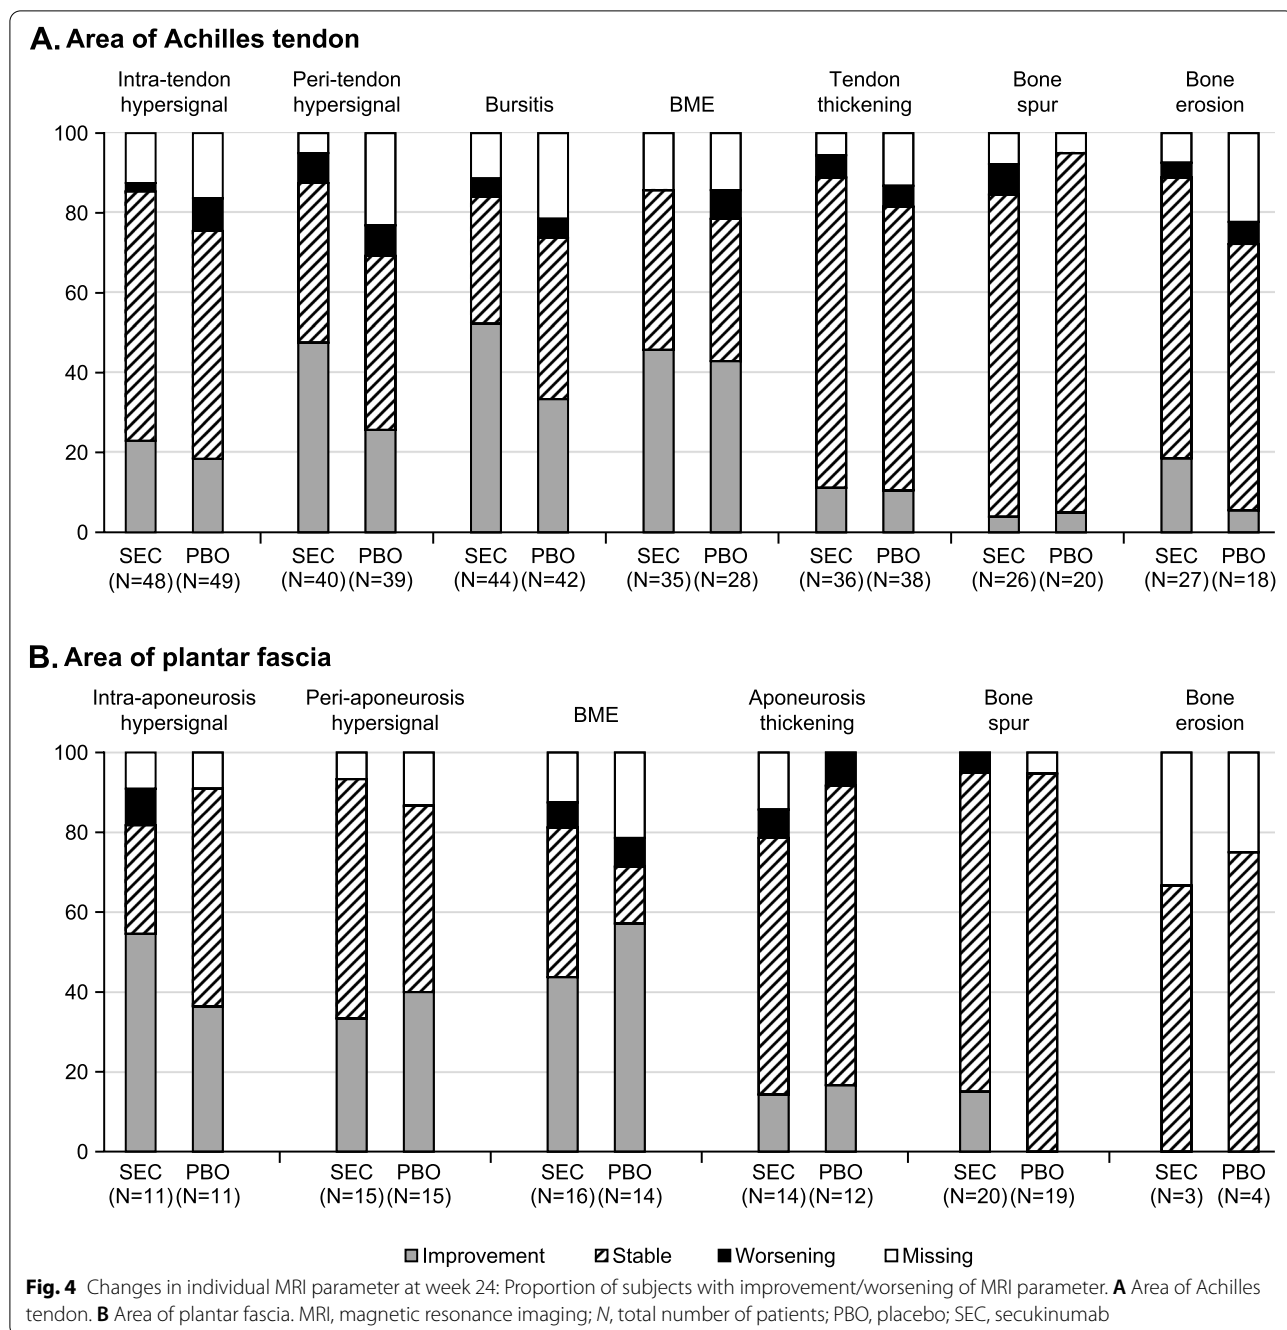 A. Area of Achilles tendon
Intra-tendon
hypersignal
Peri-tendon
hypersignal
Bursitis
BME
Tendon
thickening
Bone
spur
Bone
erosion
100
80
60
40
20
0
SEC PBO SEC PBO SEC PBO SEC PBO SEC PBO SEC PBO SEC PBO
(N=48) (N=49) (N=40) (N=39) (N=44) (N=42) (N=35) (N=28) (N=36) (N=38) (N=26) (N=20) (N=27) (N=18)
B. Area of plantar fascia
Intra-aponeurosis
hypersignal
Peri-aponeurosis
hypersignal
BME
Aponeurosis
thickening
Bone
spur
Bone
erosion
100
80
60
40
20
0
SEC PBO SEC PBO SEC PBO SEC PBO SEC PBO SEC PBO
(N=11) (N=11) (N=15) (N=15) (N=16) (N=14) (N=14) (N=12) (N=20) (N=19) (N=3) (N=4)
Improvement Stable Worsening Missing
Fig. 4 Changes in individual MRI parameter at week 24: Proportion of subjects with improvement/worsening of MRI parameter. A Area of Achilles
tendon. B Area of plantar fascia. MRI, magnetic resonance imaging; N, total number of patients; PBO, placebo; SEC, secukinumab